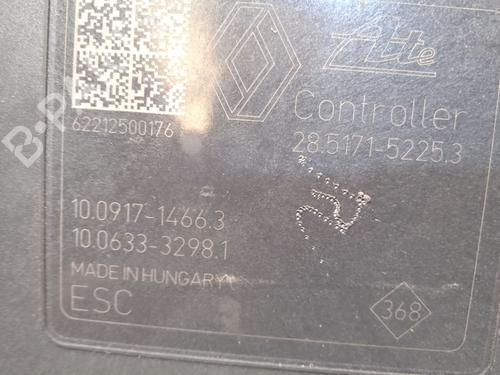 Ate
Controller
62212500176
28.5171-5225.3
10.0917-1466.3
10.0633-3298.1
MADE IN HUNGARY
ESC
368
B-P